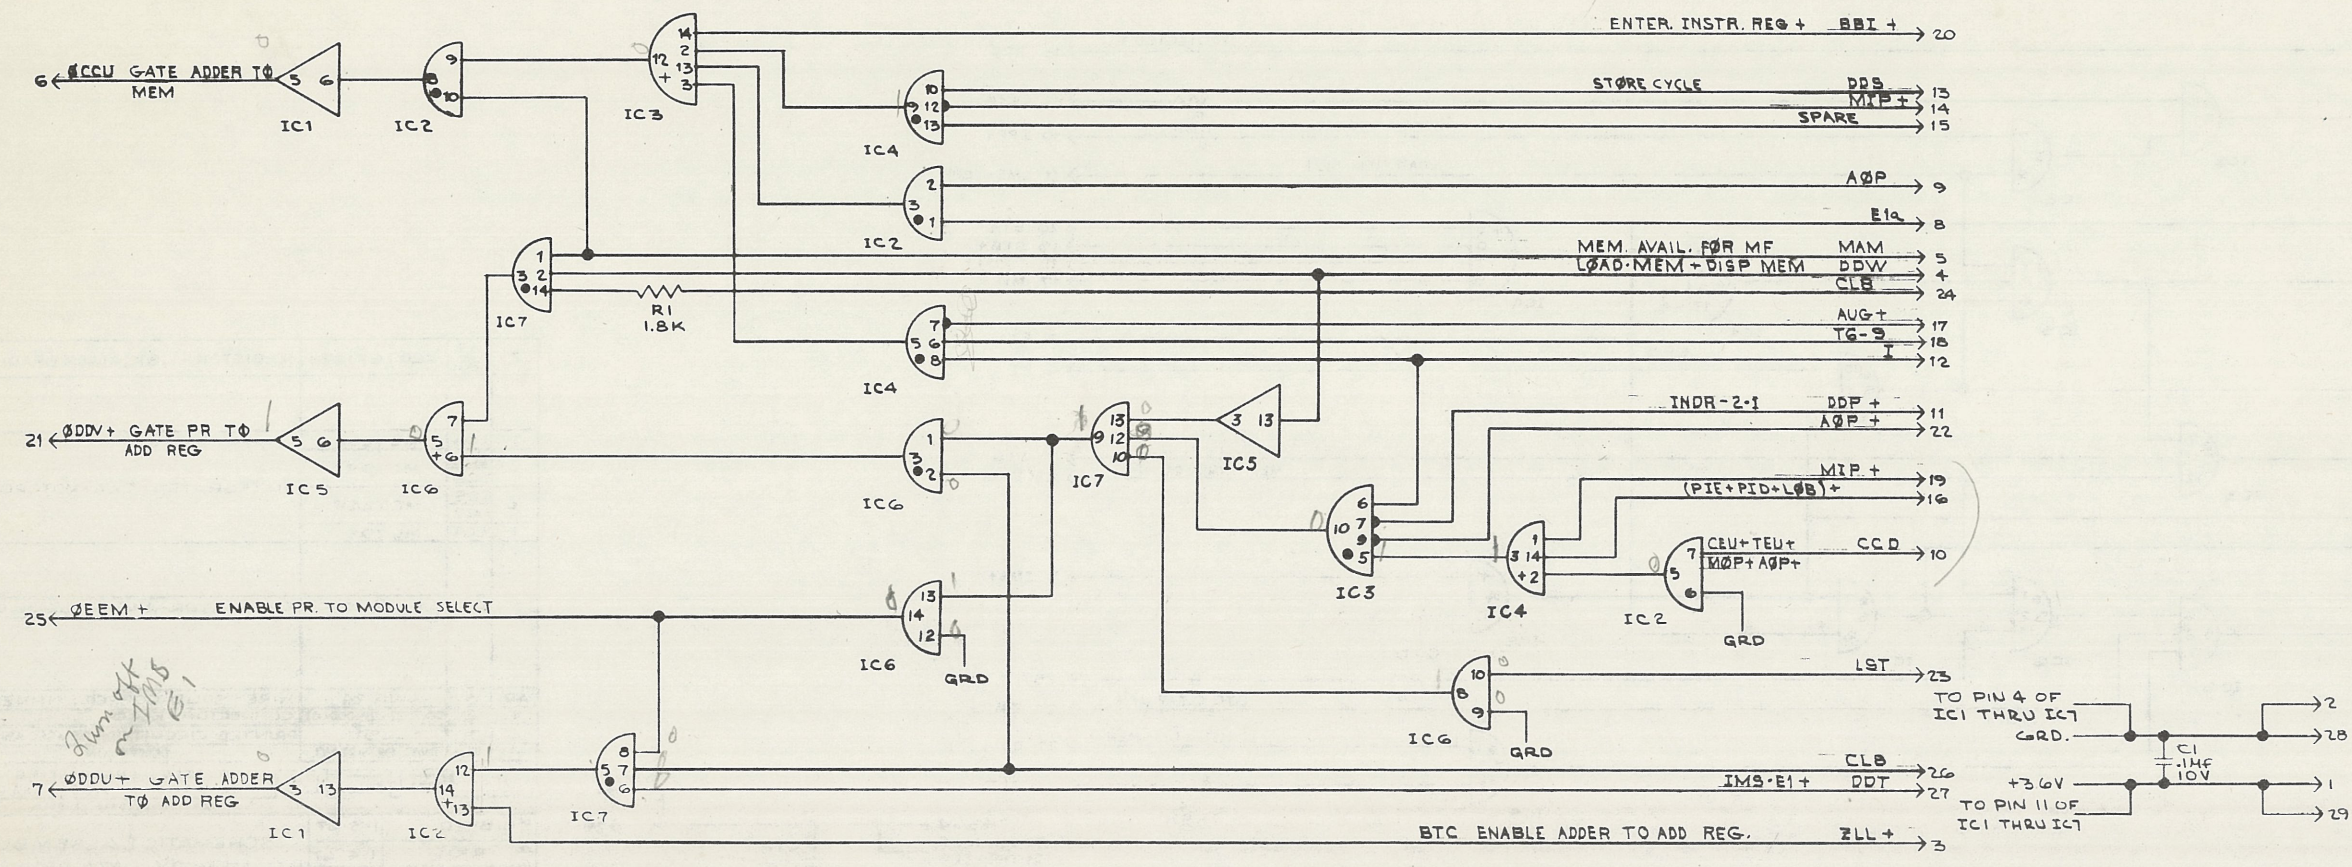 ENTER. INSTR. REG + BBI + 20
6 ØCCU GATE ADDER TØ
MEM
5 6
IC1
8 9
10
IC2
14
2
12 13
+ 3
IC3
STØRE CYCLE DDS 13
MIP + 14
SPARE 15
10
9 12
13
IC4
AØP 9
E1a 8
2
3
1
IC2
MEM. AVAIL. FØR MF MAM 5
LØAD·MEM + DISP MEM DDW 4
CLB 24
1
3 2
14
IC7
R1
1.8K
AUG + 17
TG-9 18
I 12
7
5 6
8
IC4
21 ØDDV+ GATE PR TØ
ADD REG
5 6
IC5
7
5
+ 6
IC6
1
3
2
IC6
13
9 12
10
IC7
3 13
IC5
INDR-2·I DDP + 11
AØP + 22
MIP + 19
(PIE+PID+LØB)+ 16
6
10 7
9
5
IC3
1
3 14
+ 2
IC4
7
5
6
IC2
CEU+TEU+ CCD 10
MØP+AØP+
GRD
25 ØEEM + ENABLE PR. TO MODULE SELECT
13
14
12
IC6
GRD
LST 23
10
8
9
IC6
GRD
Turn off
on IMS
E1
7 ØDDU+ GATE ADDER
TØ ADD REG
3 13
IC1
12
14
+ 13
IC2
8
5 7
6
IC7
CLB 26
IMS·E1+ DDT 27
BTC ENABLE ADDER TO ADD REG. ZLL + 3
TO PIN 4 OF
IC1 THRU IC7
GRD.
2
28
C1
.1µf
10V
+3.6V
TO PIN 11 OF
IC1 THRU IC7
1
29